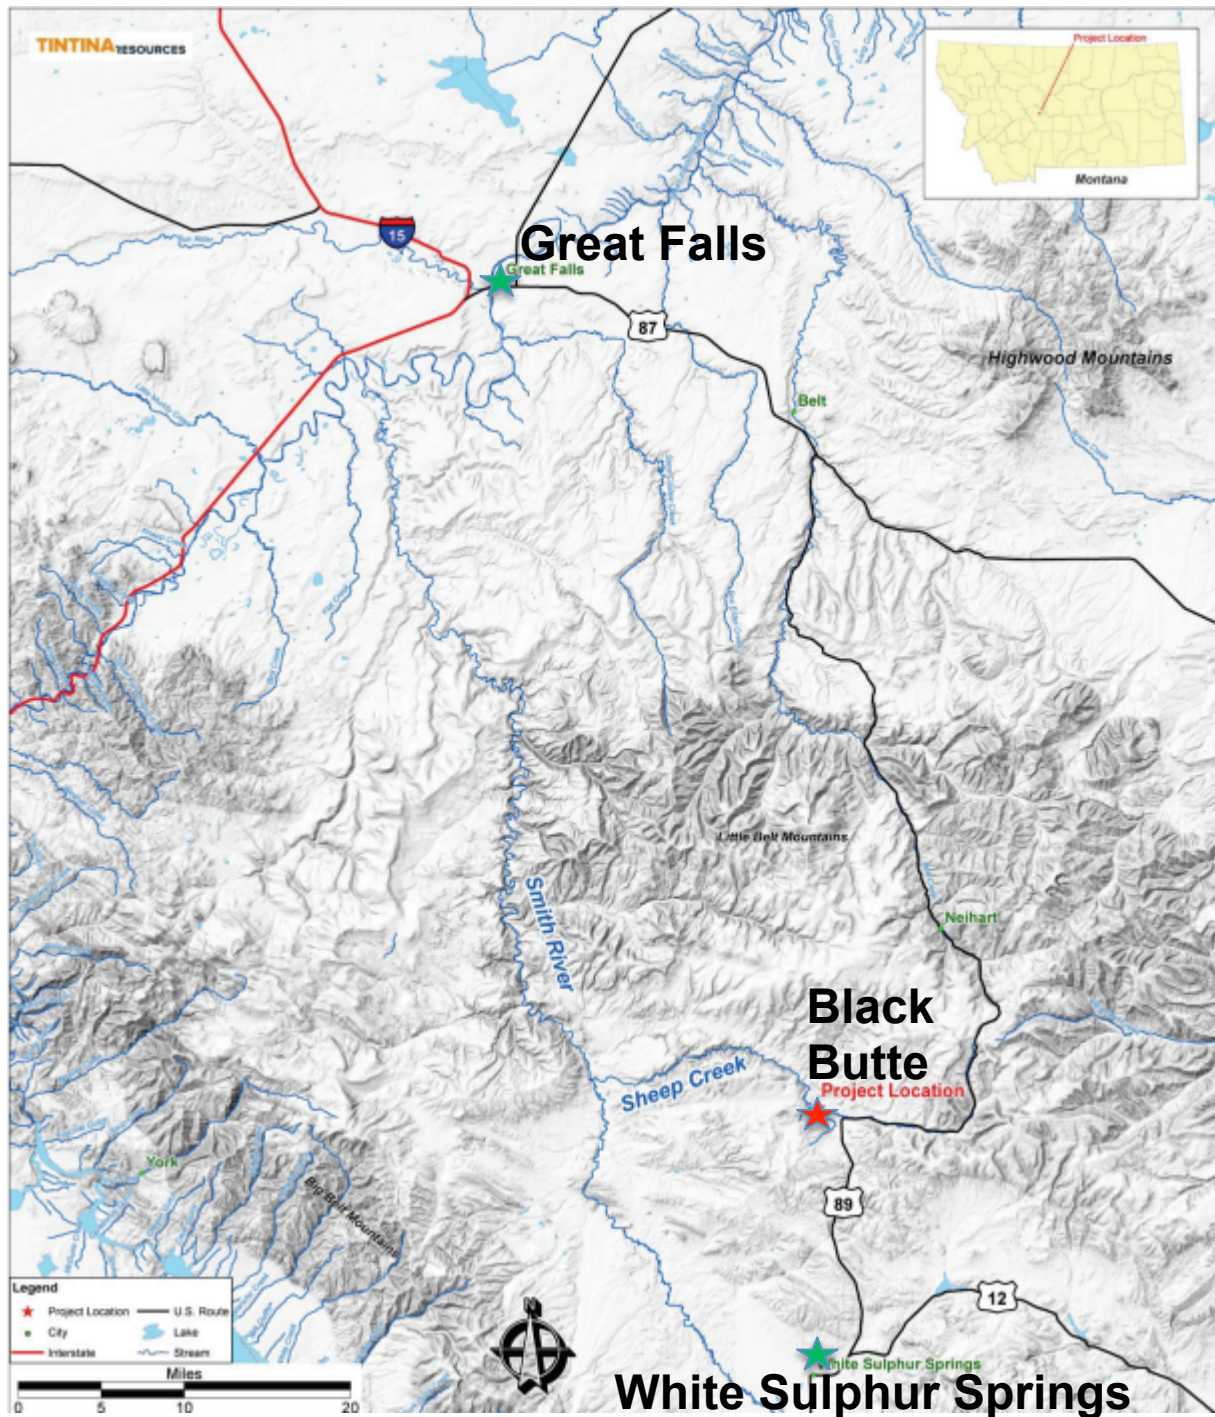 TINTINA RESOURCES
Project Location
Montana
15
Great Falls
Great Falls
87
Highwood Mountains
Belt
Little Belt Mountains
Smith River
Neihart
Black
Butte
Project Location
Sheep Creek
York
Big Belt Mountains
89
12
N
White Sulphur Springs
White Sulphur Springs
Legend
Project Location
U.S. Route
City
Lake
Interstate
Stream
Miles
0 5 10 20